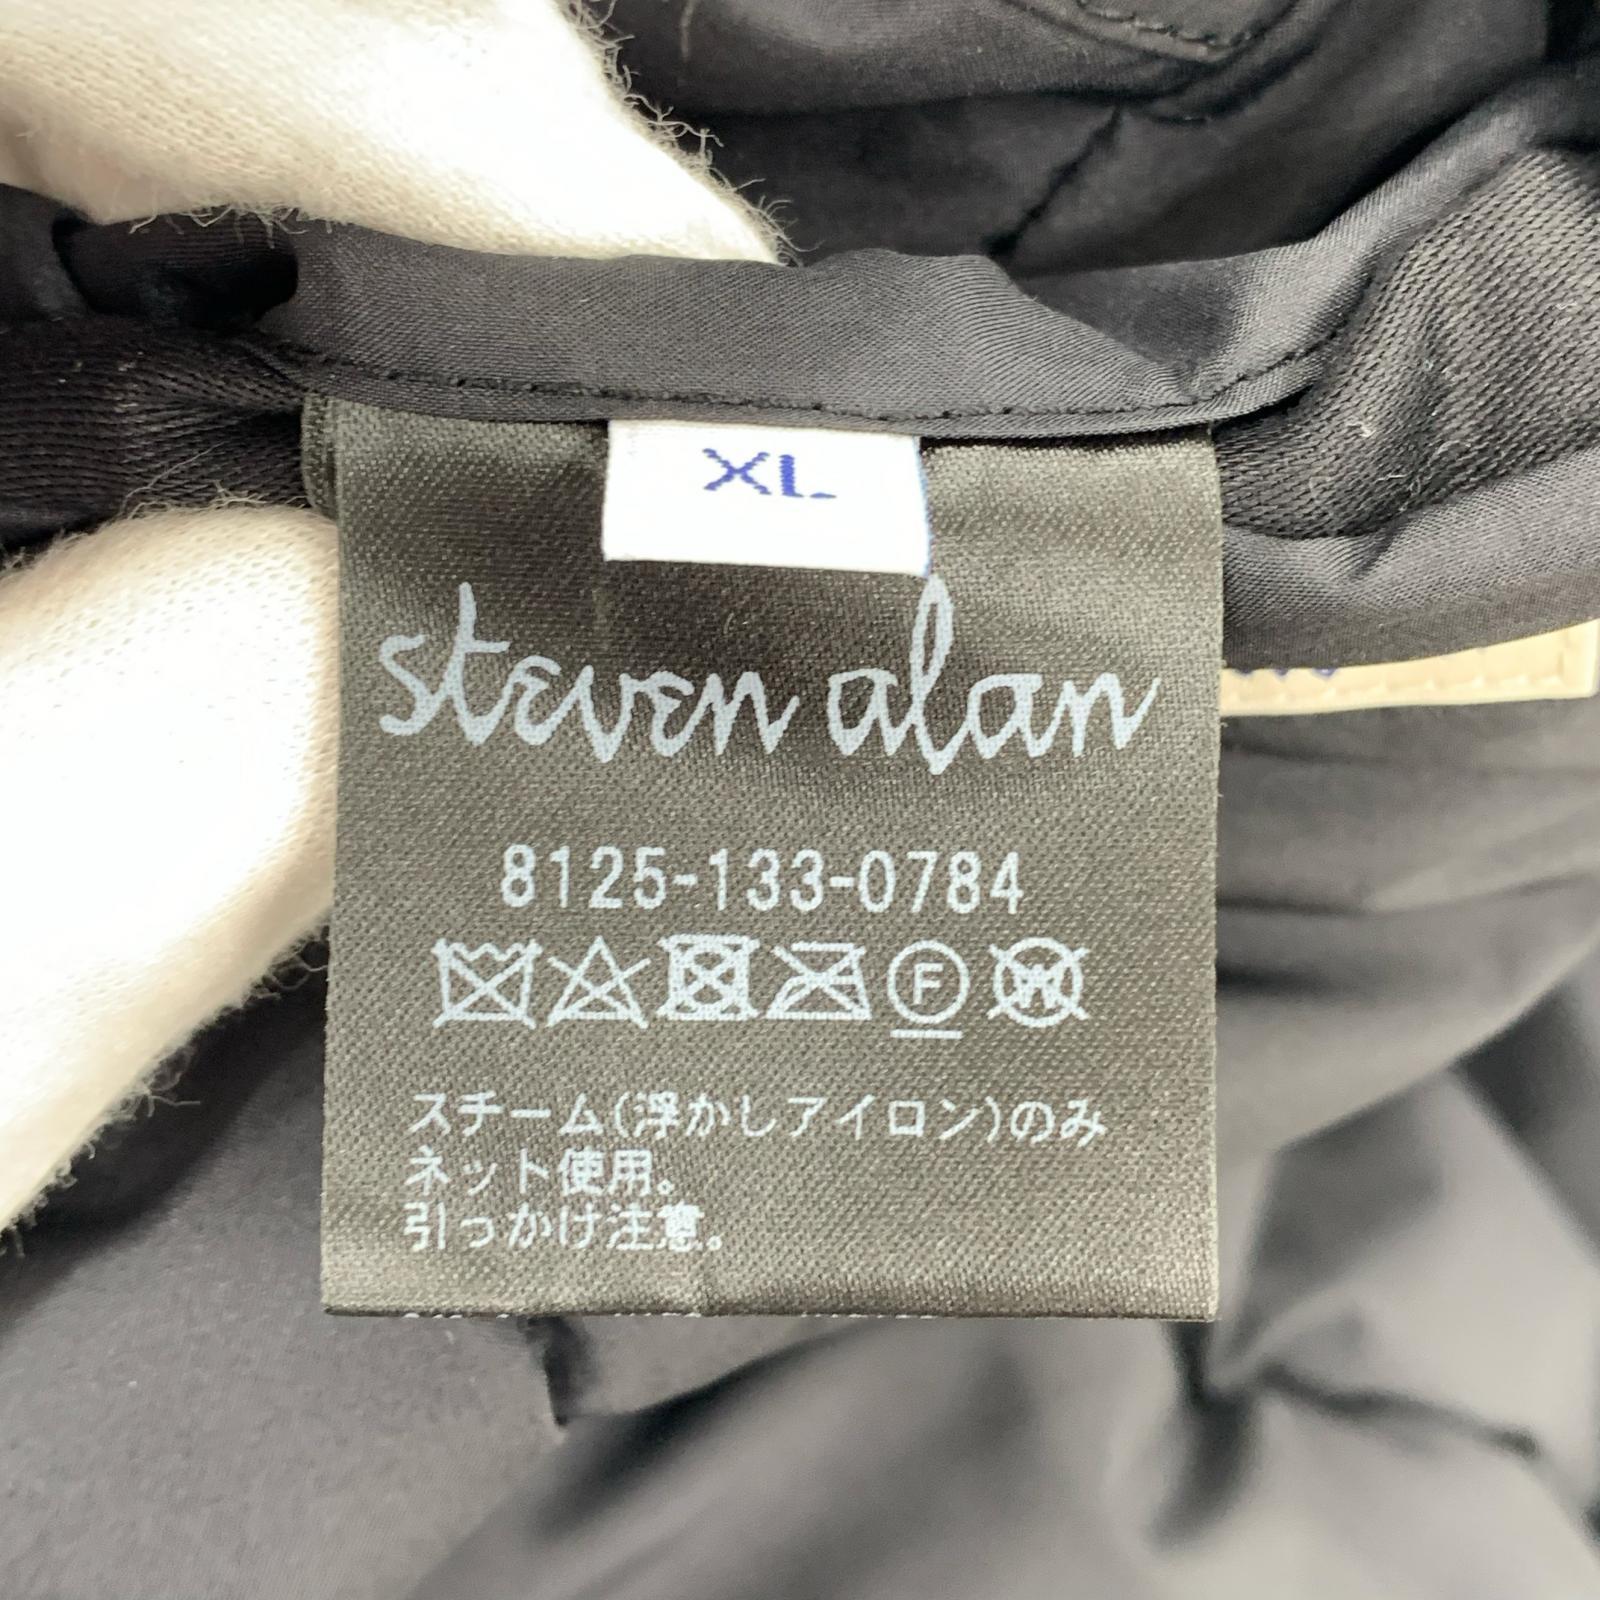 XL
steven alan
8125-133-0784
F
W
スチーム(浮かしアイロン)のみ
ネット使用。
引っかけ注意。